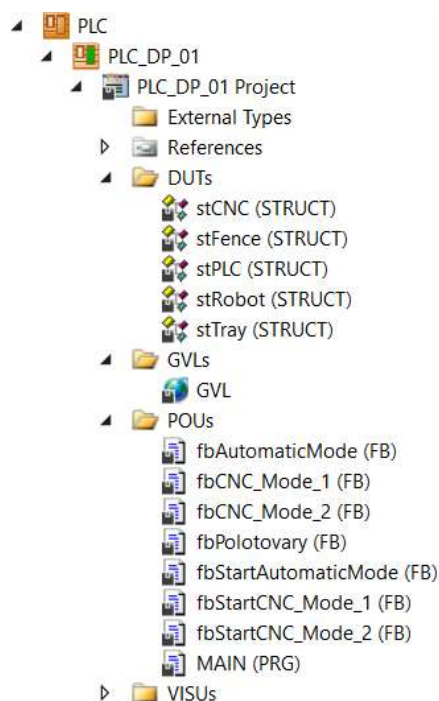 PLC
PLC_DP_01
PLC_DP_01 Project
External Types
References
DUTs
stCNC (STRUCT)
stFence (STRUCT)
stPLC (STRUCT)
stRobot (STRUCT)
stTray (STRUCT)
GVLs
GVL
POUs
fbAutomaticMode (FB)
fbCNC_Mode_1 (FB)
fbCNC_Mode_2 (FB)
fbPolotovary (FB)
fbStartAutomaticMode (FB)
fbStartCNC_Mode_1 (FB)
fbStartCNC_Mode_2 (FB)
MAIN (PRG)
VISUs